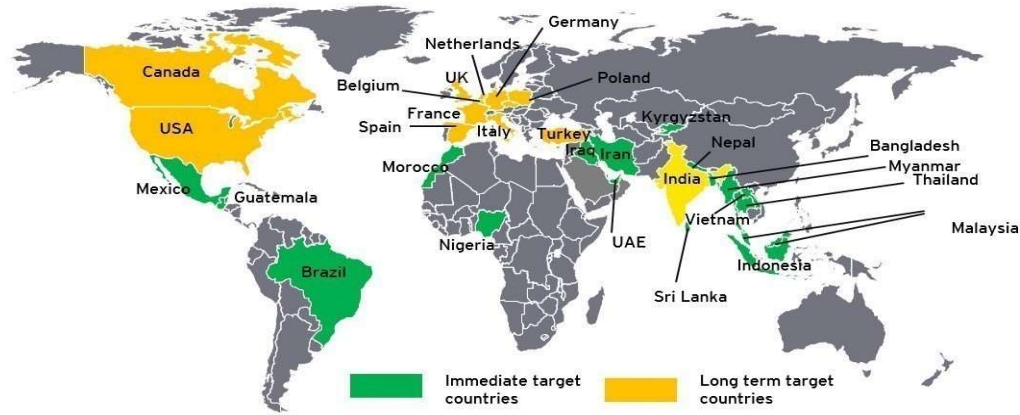 Germany
Netherlands
Canada
UK
Belgium
Poland
France
USA
Spain
Italy
Turkey
Kyrgyzstan
Iraq
Iran
Nepal
Bangladesh
Morocco
Myanmar
India
Thailand
Mexico
Guatemala
Vietnam
Malaysia
Nigeria
UAE
Brazil
Indonesia
Sri Lanka
Immediate target
countries
Long term target
countries